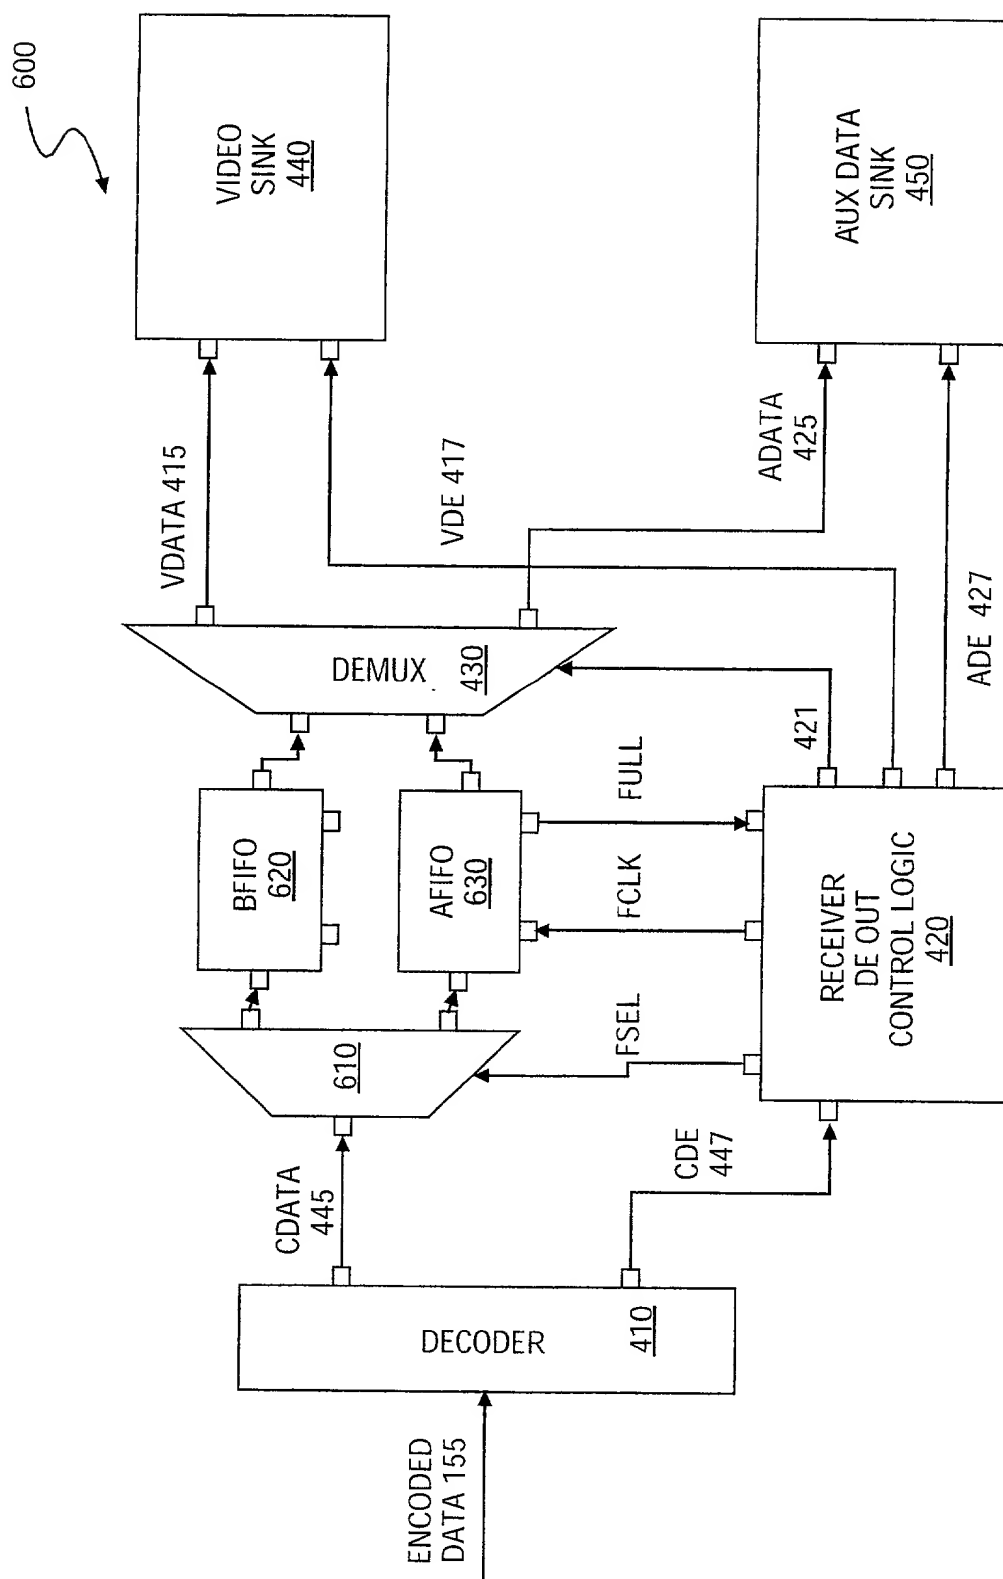 600
VIDEO
SINK
440
AUX DATA
SINK
450
VDATA 415
VDE 417
ADATA
425
ADE 427
DEMUX
430
421
BFIFO
620
AFIFO
630
FULL
FCLK
FSEL
610
RECEIVER
DE OUT
CONTROL LOGIC
420
CDATA
445
CDE
447
DECODER
410
ENCODED
DATA 155